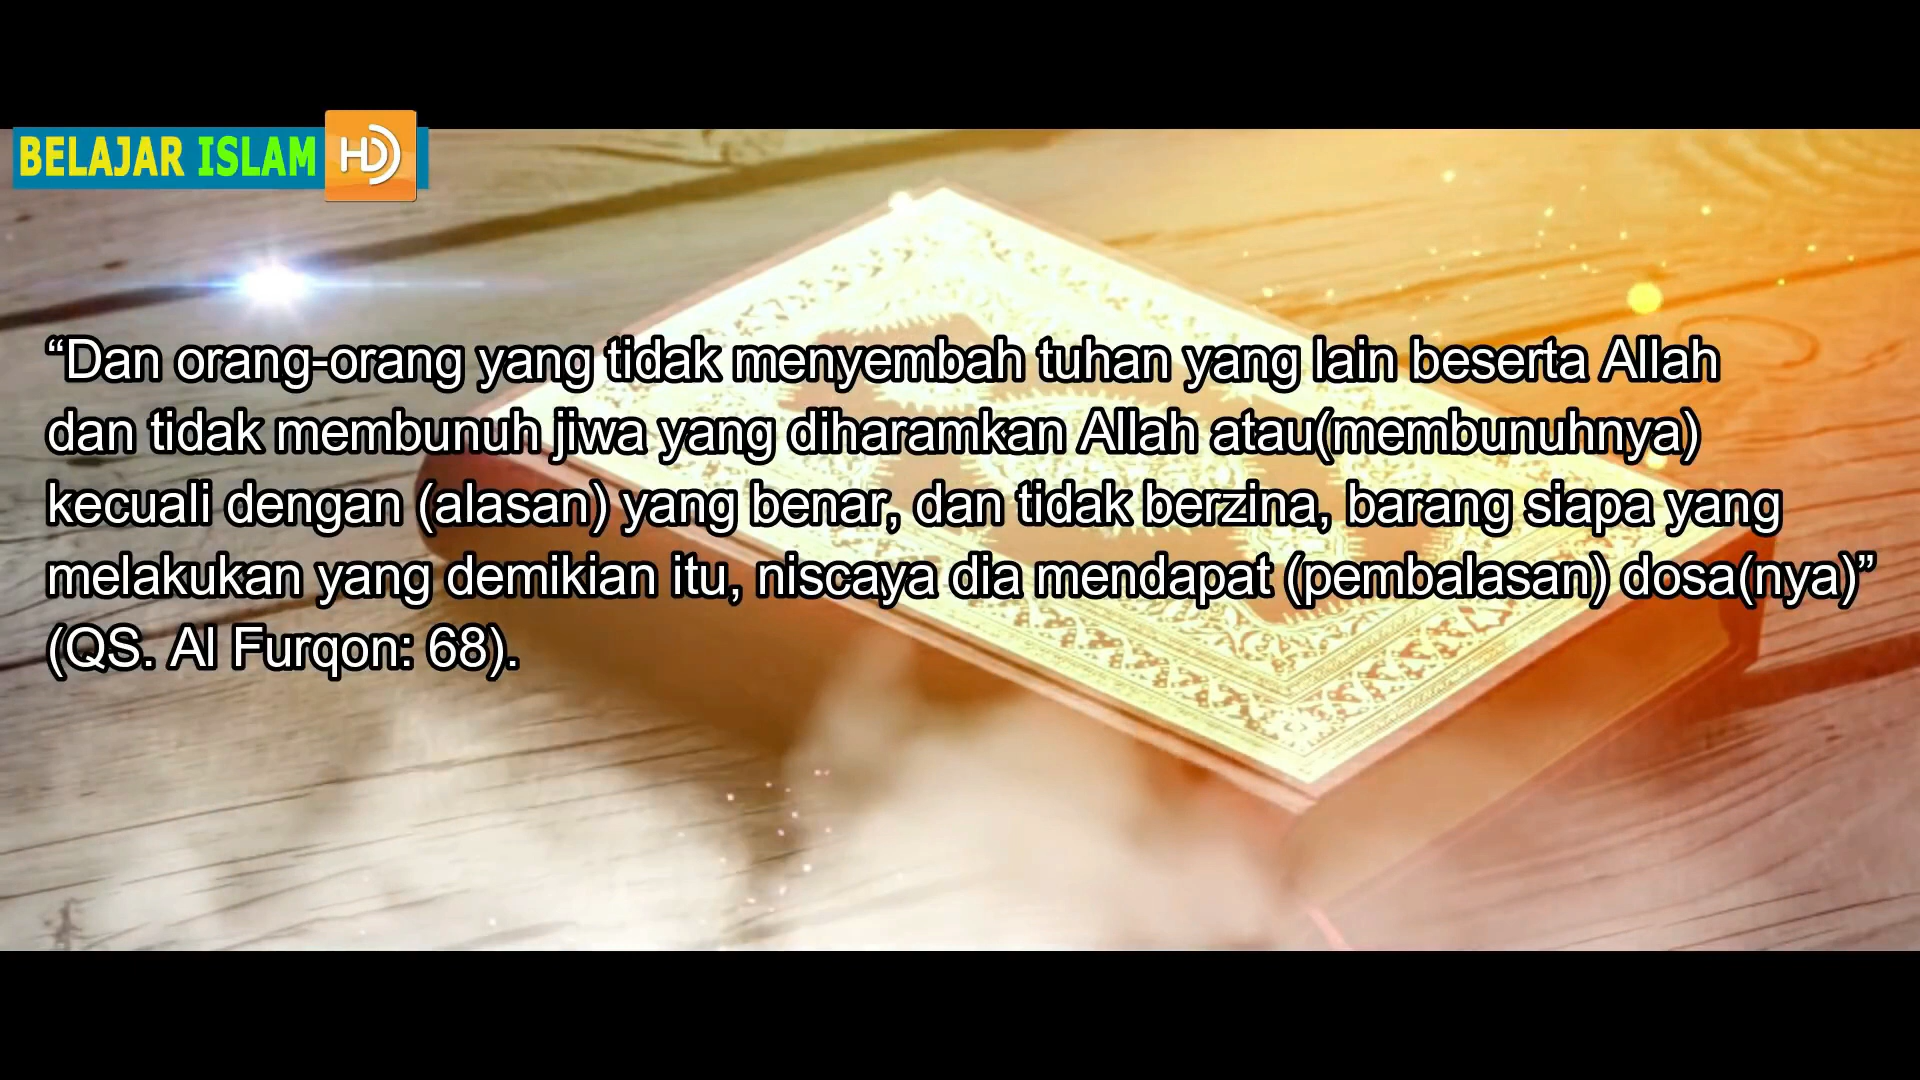 BELAJAR ISLAM HD
“Dan orang-orang yang tidak menyembah tuhan yang lain beserta Allah
dan tidak membunuh jiwa yang diharamkan Allah atau(membunuhnya)
kecuali dengan (alasan) yang benar, dan tidak berzina, barang siapa yang
melakukan yang demikian itu, niscaya dia mendapat (pembalasan) dosa(nya)”
(QS. Al Furqon: 68).